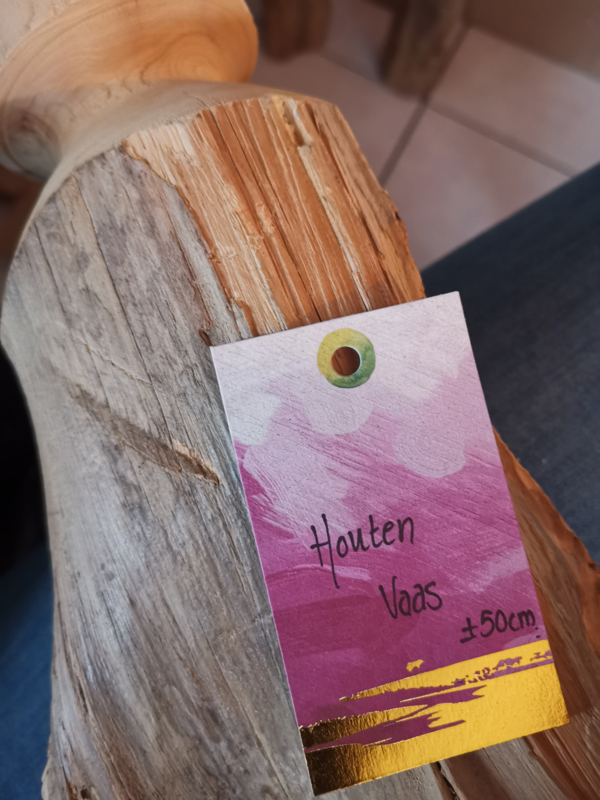 Houten
Vaas
±50cm.